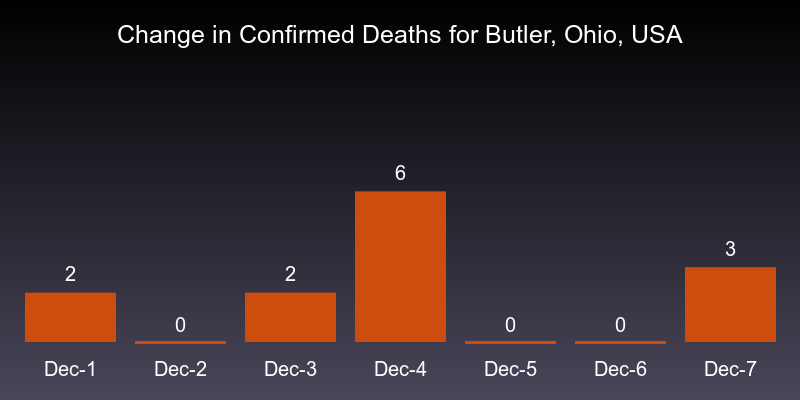 Change in Confirmed Deaths for Butler, Ohio, USA
6
3
2
2
0
0
0
Dec-1
Dec-2
Dec-3
Dec-4
Dec-5
Dec-6
Dec-7